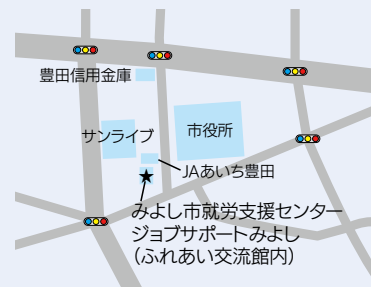 豊田信用金庫
サンライブ
市役所
JAあいち豊田
みよし市就労支援センター
ジョブサポートみよし
(ふれあい交流館内)